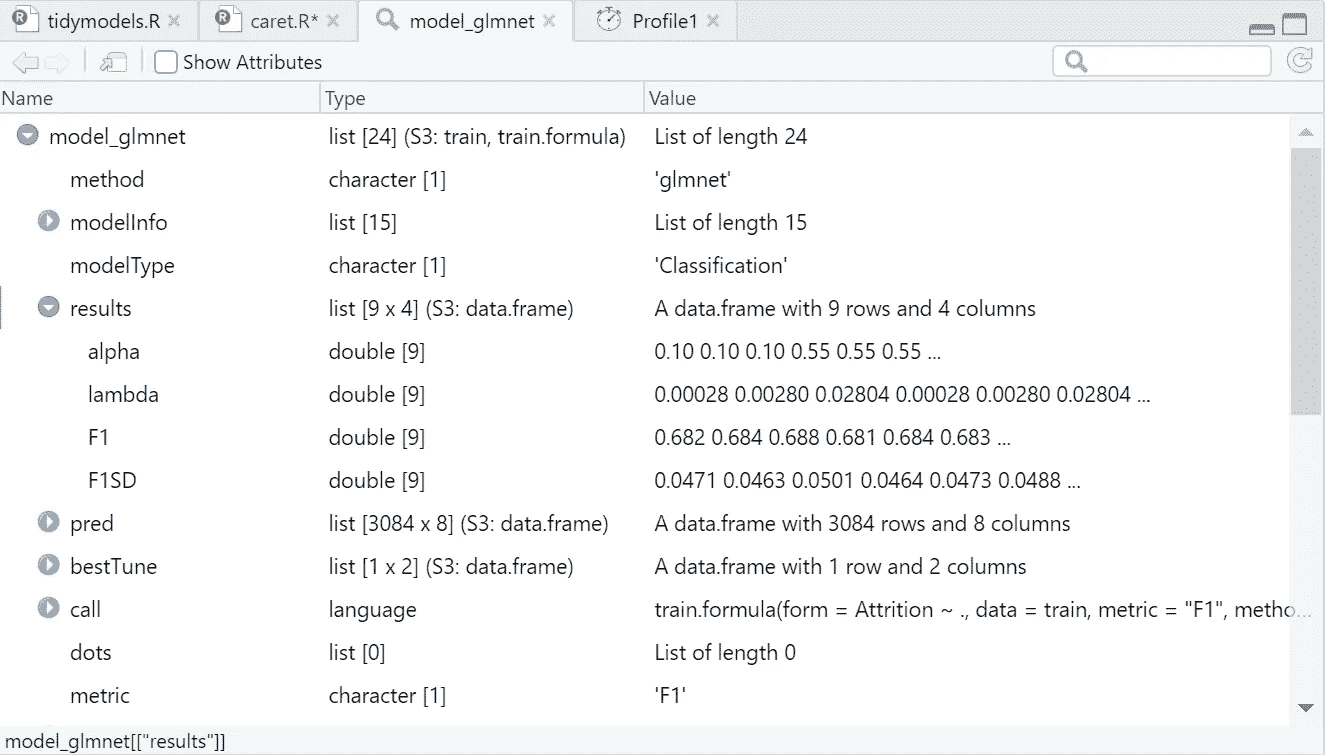 tidymodels.R caret.R* model_glmnet Profile1
Show Attributes
Name Type Value
model_glmnet list [24] (S3: train, train.formula) List of length 24
method character [1] 'glmnet'
modelInfo list [15] List of length 15
modelType character [1] 'Classification'
results list [9 x 4] (S3: data.frame) A data.frame with 9 rows and 4 columns
alpha double [9] 0.10 0.10 0.10 0.55 0.55 0.55 ...
lambda double [9] 0.00028 0.00280 0.02804 0.00028 0.00280 0.02804 ...
F1 double [9] 0.682 0.684 0.688 0.681 0.684 0.683 ...
F1SD double [9] 0.0471 0.0463 0.0501 0.0464 0.0473 0.0488 ...
pred list [3084 x 8] (S3: data.frame) A data.frame with 3084 rows and 8 columns
bestTune list [1 x 2] (S3: data.frame) A data.frame with 1 row and 2 columns
call language train.formula(form = Attrition ~ ., data = train, metric = "F1", metho...
dots list [0] List of length 0
metric character [1] 'F1'
model_glmnet[["results"]]